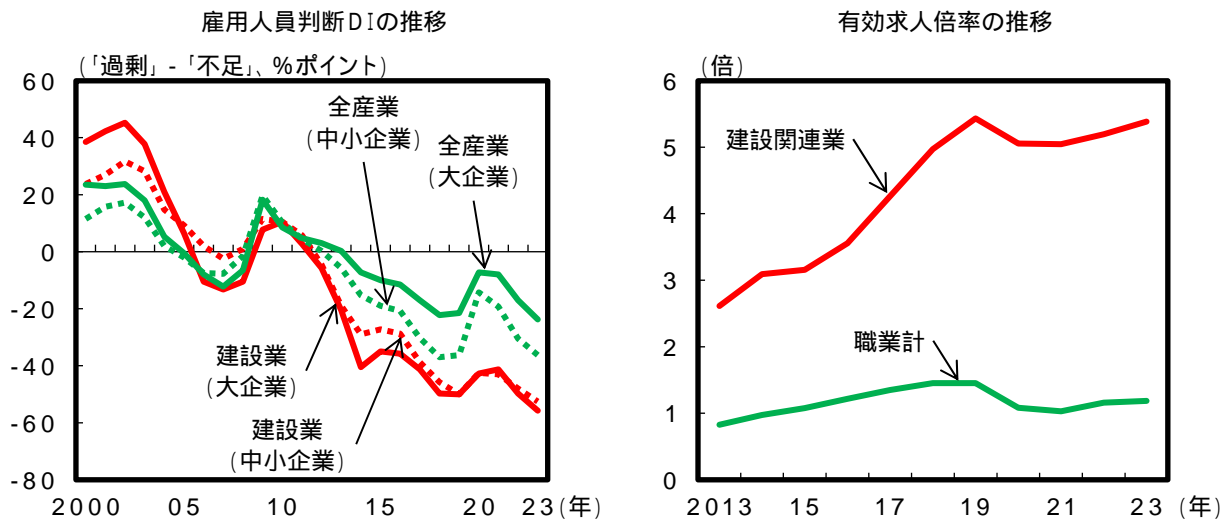 雇用人員判断DIの推移
(「過剰」-「不足」、%ポイント)
60
40
20
0
-20
-40
-60
-80
2000 05 10 15 20 23(年)
全産業
(中小企業)
全産業
(大企業)
建設業
(大企業)
建設業
(中小企業)
有効求人倍率の推移
(倍)
6
5
4
3
2
1
0
2013 15 17 19 21 23(年)
建設関連業
職業計